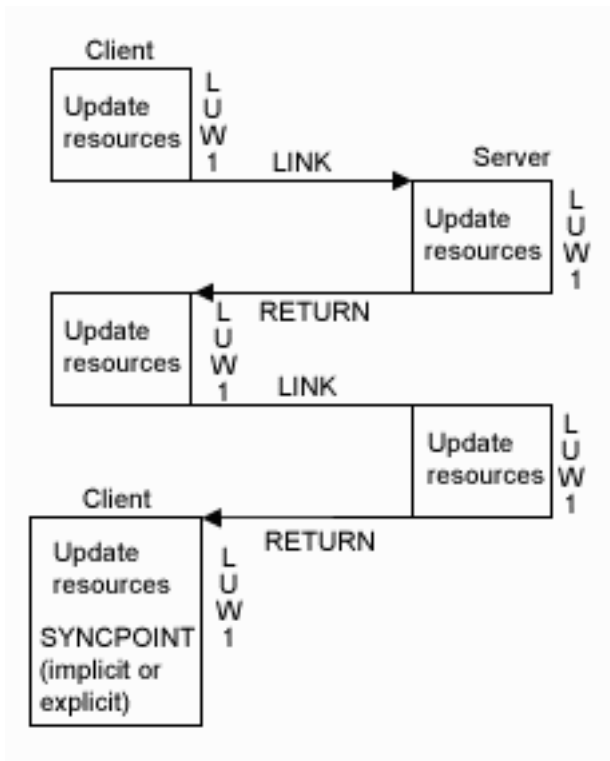 Client
Update
resources
L
U
W
1
LINK
Server
Update
resources
L
U
W
1
RETURN
Update
resources
L
U
W
1
LINK
Update
resources
L
U
W
1
Client
RETURN
Update
resources
SYNCPOINT
(implicit or
explicit)
L
U
W
1